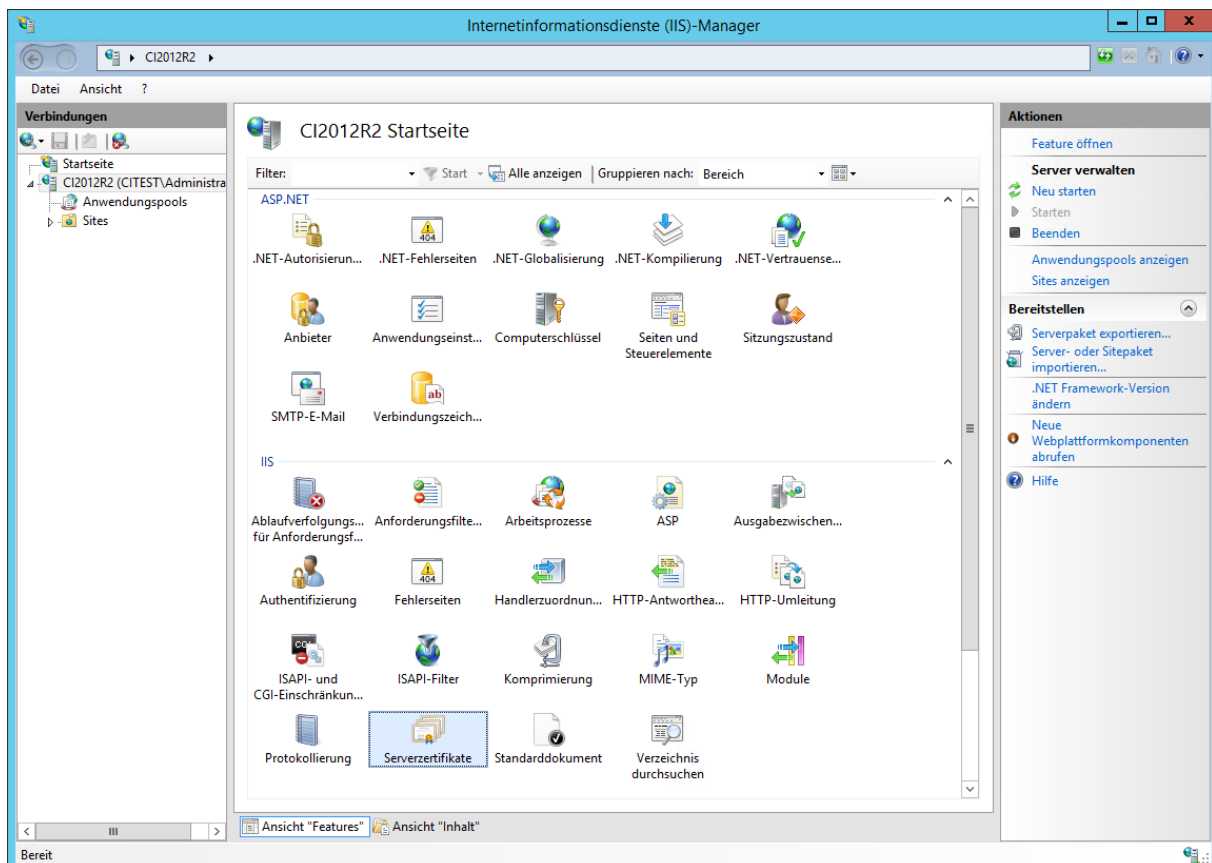 Internetinformationsdienste (IIS)-Manager
CI2012R2
Datei Ansicht ?
Verbindungen
Startseite
CI2012R2 (CITEST\Administra
Anwendungspools
Sites
CI2012R2 Startseite
Filter: Start Alle anzeigen Gruppieren nach: Bereich
ASP.NET
.NET-Autorisierun... .NET-Fehlerseiten .NET-Globalisierung .NET-Kompilierung .NET-Vertrauense...
404
Anbieter Anwendungseinst... Computerschlüssel Seiten und Steuerelemente Sitzungszustand
ab
SMTP-E-Mail Verbindungszeich...
IIS
Ablaufverfolgungs... für Anforderungsf... Anforderungsfilte... Arbeitsprozesse ASP Ausgabezwischen...
404
Authentifizierung Fehlerseiten Handlerzuordnun... HTTP-Antworthea... HTTP-Umleitung
ISAPI- und CGI-Einschränkun... ISAPI-Filter Komprimierung MIME-Typ Module
Protokollierung Serverzertifikate Standarddokument Verzeichnis durchsuchen
Ansicht "Features" Ansicht "Inhalt"
Aktionen
Feature öffnen
Server verwalten
Neu starten
Starten
Beenden
Anwendungspools anzeigen
Sites anzeigen
Bereitstellen
Serverpaket exportieren...
Server- oder Sitepaket
importieren...
.NET Framework-Version
ändern
Neue
Webplattformkomponenten
abrufen
Hilfe
Bereit